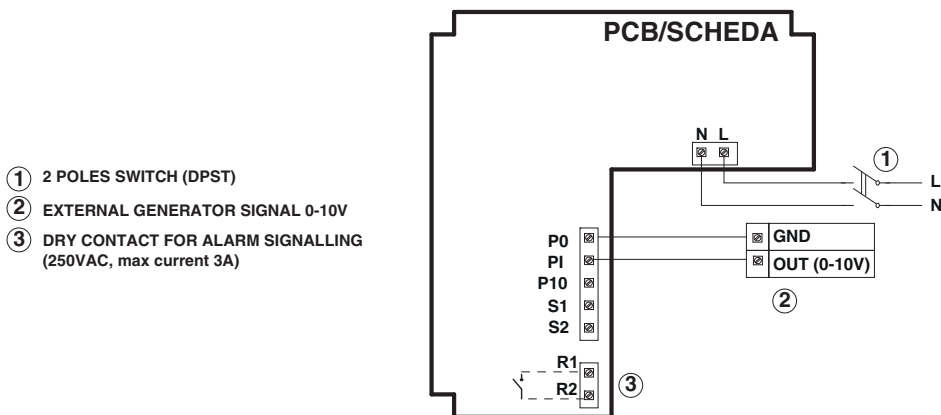 PCB/SCHEDA
N L
1
L
N
1 2 POLES SWITCH (DPST)
2 EXTERNAL GENERATOR SIGNAL 0-10V
3 DRY CONTACT FOR ALARM SIGNALLING
(250VAC, max current 3A)
P0
PI
P10
S1
S2
GND
OUT (0-10V)
2
R1
R2
3